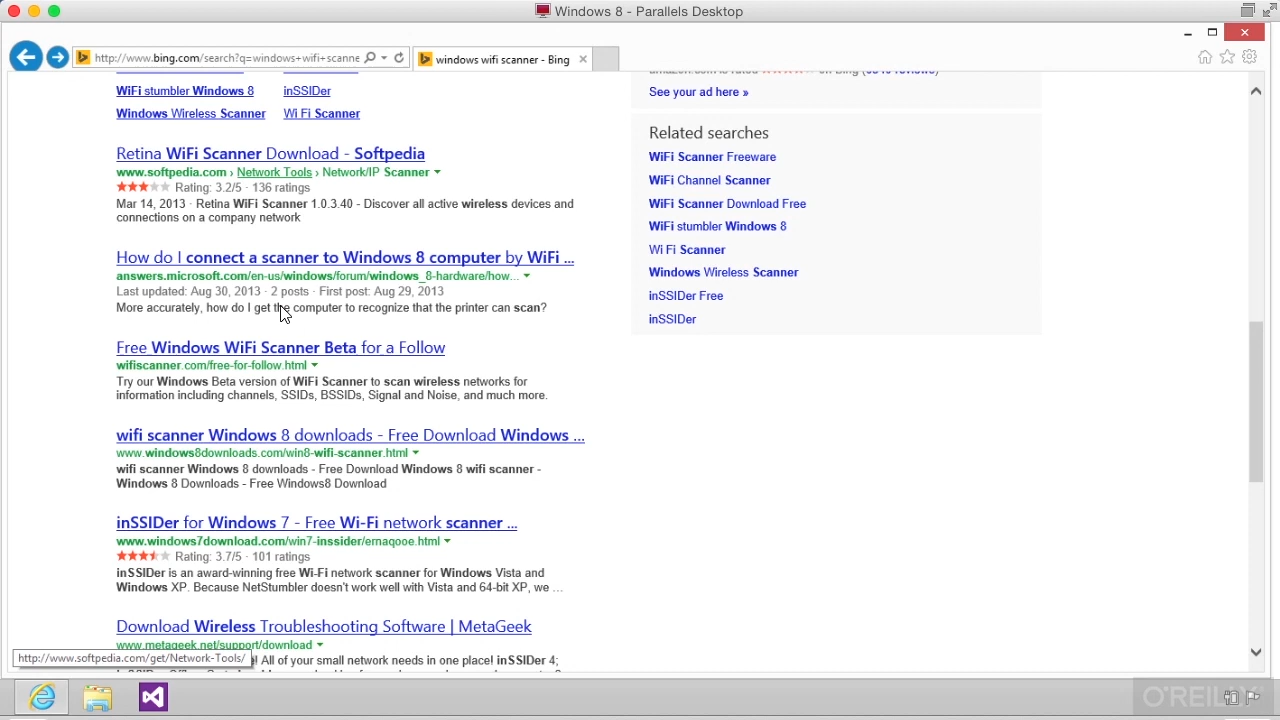 Windows 8 - Parallels Desktop
http://www.bing.com/search?q=windows+wifi+scanne
windows wifi scanner - Bing
WiFi stumbler Windows 8
inSSIDer
Windows Wireless Scanner
Wi Fi Scanner
Retina WiFi Scanner Download - Softpedia
www.softpedia.com › Network Tools › Network/IP Scanner
Rating: 3.2/5 · 136 ratings
Mar 14, 2013 · Retina WiFi Scanner 1.0.3.40 - Discover all active wireless devices and
connections on a company network
How do I connect a scanner to Windows 8 computer by WiFi ...
answers.microsoft.com/en-us/windows/forum/windows_8-hardware/how...
Last updated: Aug 30, 2013 · 2 posts · First post: Aug 29, 2013
More accurately, how do I get the computer to recognize that the printer can scan?
Free Windows WiFi Scanner Beta for a Follow
wifiscanner.com/free-for-follow.html
Try our Windows Beta version of WiFi Scanner to scan wireless networks for
information including channels, SSIDs, BSSIDs, Signal and Noise, and much more.
wifi scanner Windows 8 downloads - Free Download Windows ...
www.windows8downloads.com/win8-wifi-scanner.html
wifi scanner Windows 8 downloads - Free Download Windows 8 wifi scanner -
Windows 8 Downloads - Free Windows8 Download
inSSIDer for Windows 7 - Free Wi-Fi network scanner ...
www.windows7download.com/win7-inssider/ernaqooe.html
Rating: 3.7/5 · 101 ratings
inSSIDer is an award-winning free Wi-Fi network scanner for Windows Vista and
Windows XP. Because NetStumbler doesn't work well with Vista and 64-bit XP, we ...
Download Wireless Troubleshooting Software | MetaGeek
www.metageek.net/support/download
! All of your small network needs in one place! inSSIDer 4;
http://www.softpedia.com/get/Network-Tools/
amazon.com is rated on Bing
See your ad here »
Related searches
WiFi Scanner Freeware
WiFi Channel Scanner
WiFi Scanner Download Free
WiFi stumbler Windows 8
Wi Fi Scanner
Windows Wireless Scanner
inSSIDer Free
inSSIDer
O'REILLY